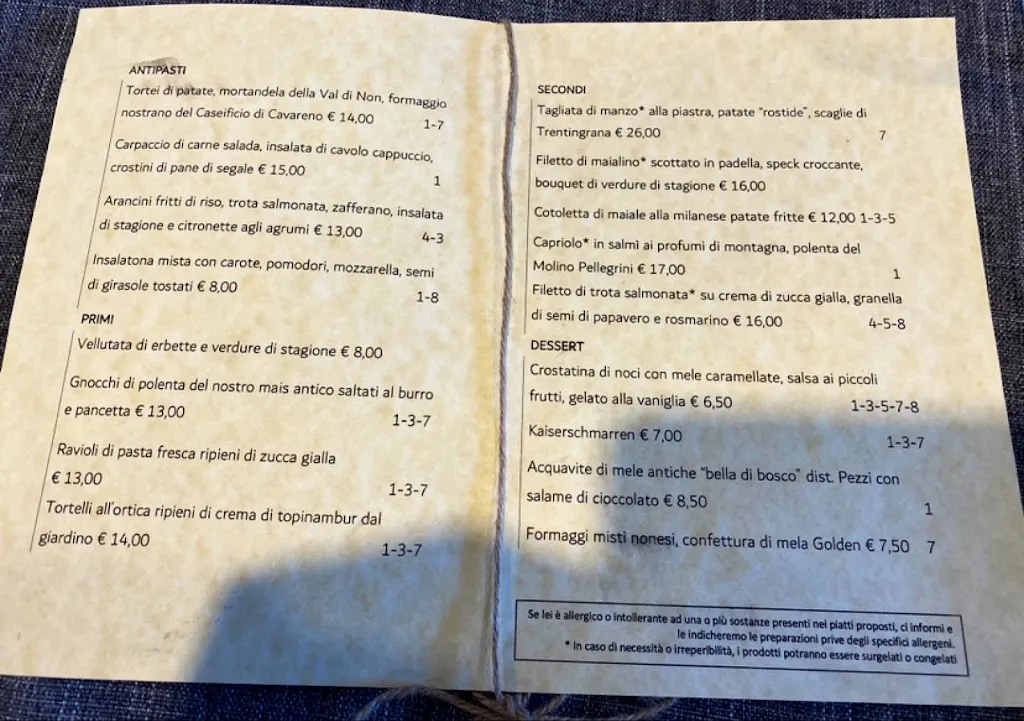 ANTIPASTI
Tortei di patate, mortandela della Val di Non, formaggio
nostrano del Caseificio di Cavareno € 14,00 1-7
Carpaccio di carne salada, insalata di cavolo cappuccio,
crostini di pane di segale € 15,00 1
Arancini fritti di riso, trota salmonata, zafferano, insalata
di stagione e citronette agli agrumi € 13,00 4-3
Insalatona mista con carote, pomodori, mozzarella, semi
di girasole tostati € 8,00 1-8
PRIMI
Vellutata di erbette e verdure di stagione € 8,00
Gnocchi di polenta del nostro mais antico saltati al burro
e pancetta € 13,00 1-3-7
Ravioli di pasta fresca ripieni di zucca gialla
€ 13,00 1-3-7
Tortelli all'ortica ripieni di crema di topinambur dal
giardino € 14,00 1-3-7
SECONDI
Tagliata di manzo* alla piastra, patate "rostide", scaglie di
Trentingrana € 26,00 7
Filetto di maialino* scottato in padella, speck croccante,
bouquet di verdure di stagione € 16,00
Cotoletta di maiale alla milanese patate fritte € 12,00 1-3-5
Capriolo* in salmì ai profumi di montagna, polenta del
Molino Pellegrini € 17,00 1
Filetto di trota salmonata* su crema di zucca gialla, granella
di semi di papavero e rosmarino € 16,00 4-5-8
DESSERT
Crostatina di noci con mele caramellate, salsa ai piccoli
frutti, gelato alla vaniglia € 6,50 1-3-5-7-8
Kaiserschmarren € 7,00 1-3-7
Acquavite di mele antiche "bella di bosco" dist. Pezzi con
salame di cioccolato € 8,50 1
Formaggi misti nonesi, confettura di mela Golden € 7,50 7
Se lei è allergico o intollerante ad una o più sostanze presenti nei piatti proposti, ci informi e
le indicheremo le preparazioni prive degli specifici allergeni.
* In caso di necessità o irreperibilità, i prodotti potranno essere surgelati o congelati